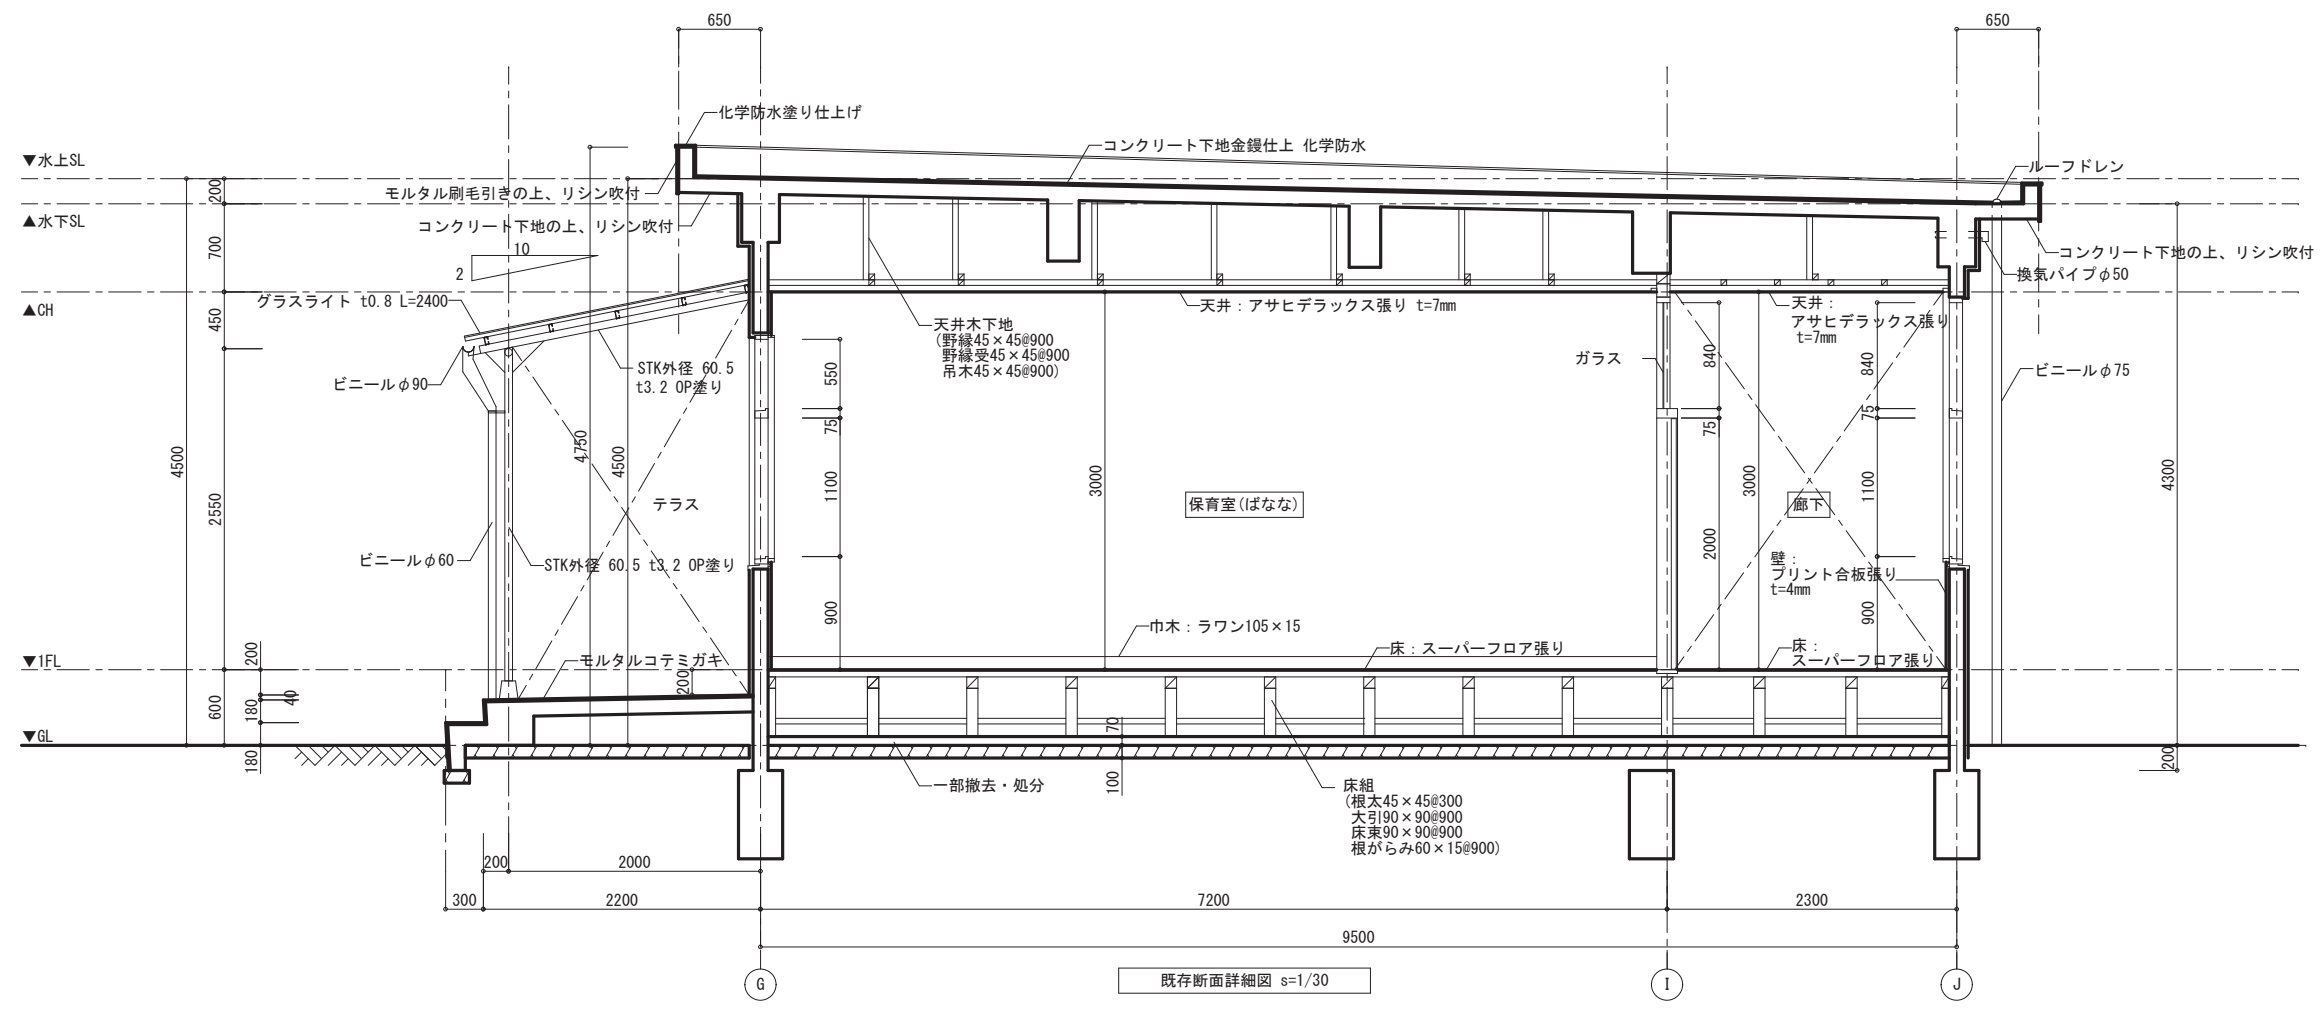 650
650
化学防水塗り仕上げ
コンクリート下地金鏝仕上 化学防水
▼水上SL
ルーフドレン
200
モルタル刷毛引きの上、リシン吹付
▲水下SL
コンクリート下地の上、リシン吹付
コンクリート下地の上、リシン吹付
700
10
2
換気パイプφ50
グラスライト t0.8 L=2400
▲CH
天井：アサヒデラックス張り t=7mm
天井：
アサヒデラックス張り
t=7mm
450
天井木下地
(野縁45×45@900
野縁受45×45@900
吊木45×45@900)
ガラス
840
840
STK外径 60.5
t3.2 OP塗り
ビニールφ90
550
ビニールφ75
75
75
75
4500
4750
4500
2550
3000
1100
3000
1100
4300
テラス
保育室(ばなな)
廊下
2000
ビニールφ60
STK外径 60.5 t3.2 OP塗り
壁：
プリント合板張り
t=4mm
900
900
巾木：ラワン105×15
床：スーパーフロア張り
床：
スーパーフロア張り
▼1FL
200
モルタルコテミガキ
200
600
180
40
70
▼GL
180
100
200
一部撤去・処分
床組
(根太45×45@300
大引90×90@900
床束90×90@900
根がらみ60×15@900)
200
2000
300
2200
7200
2300
9500
G
I
J
既存断面詳細図 s=1/30